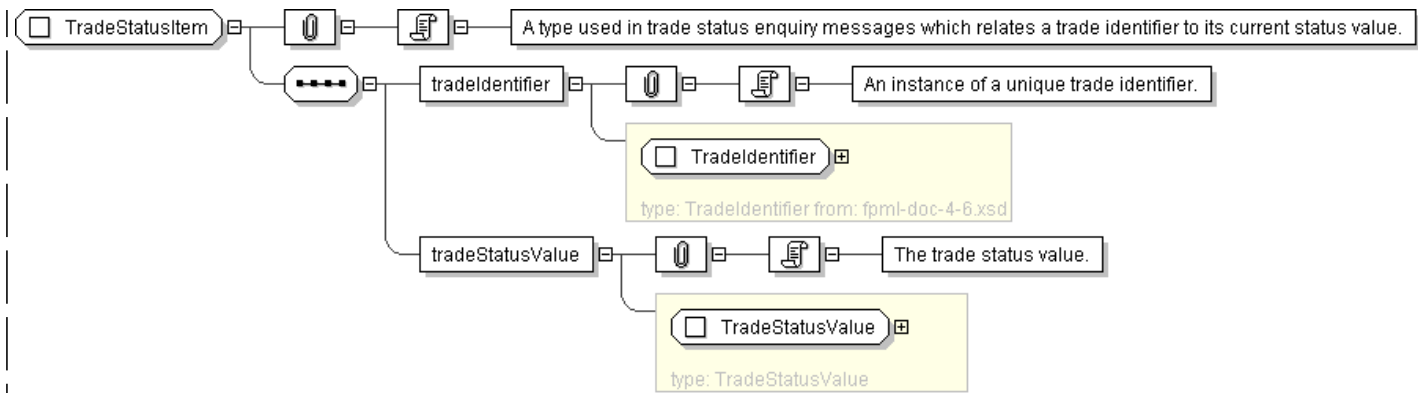 TradeStatusItem
A type used in trade status enquiry messages which relates a trade identifier to its current status value.
tradeIdentifier
An instance of a unique trade identifier.
TradeIdentifier
type: TradeIdentifier from: fpml-doc-4-6.xsd
tradeStatusValue
The trade status value.
TradeStatusValue
type: TradeStatusValue